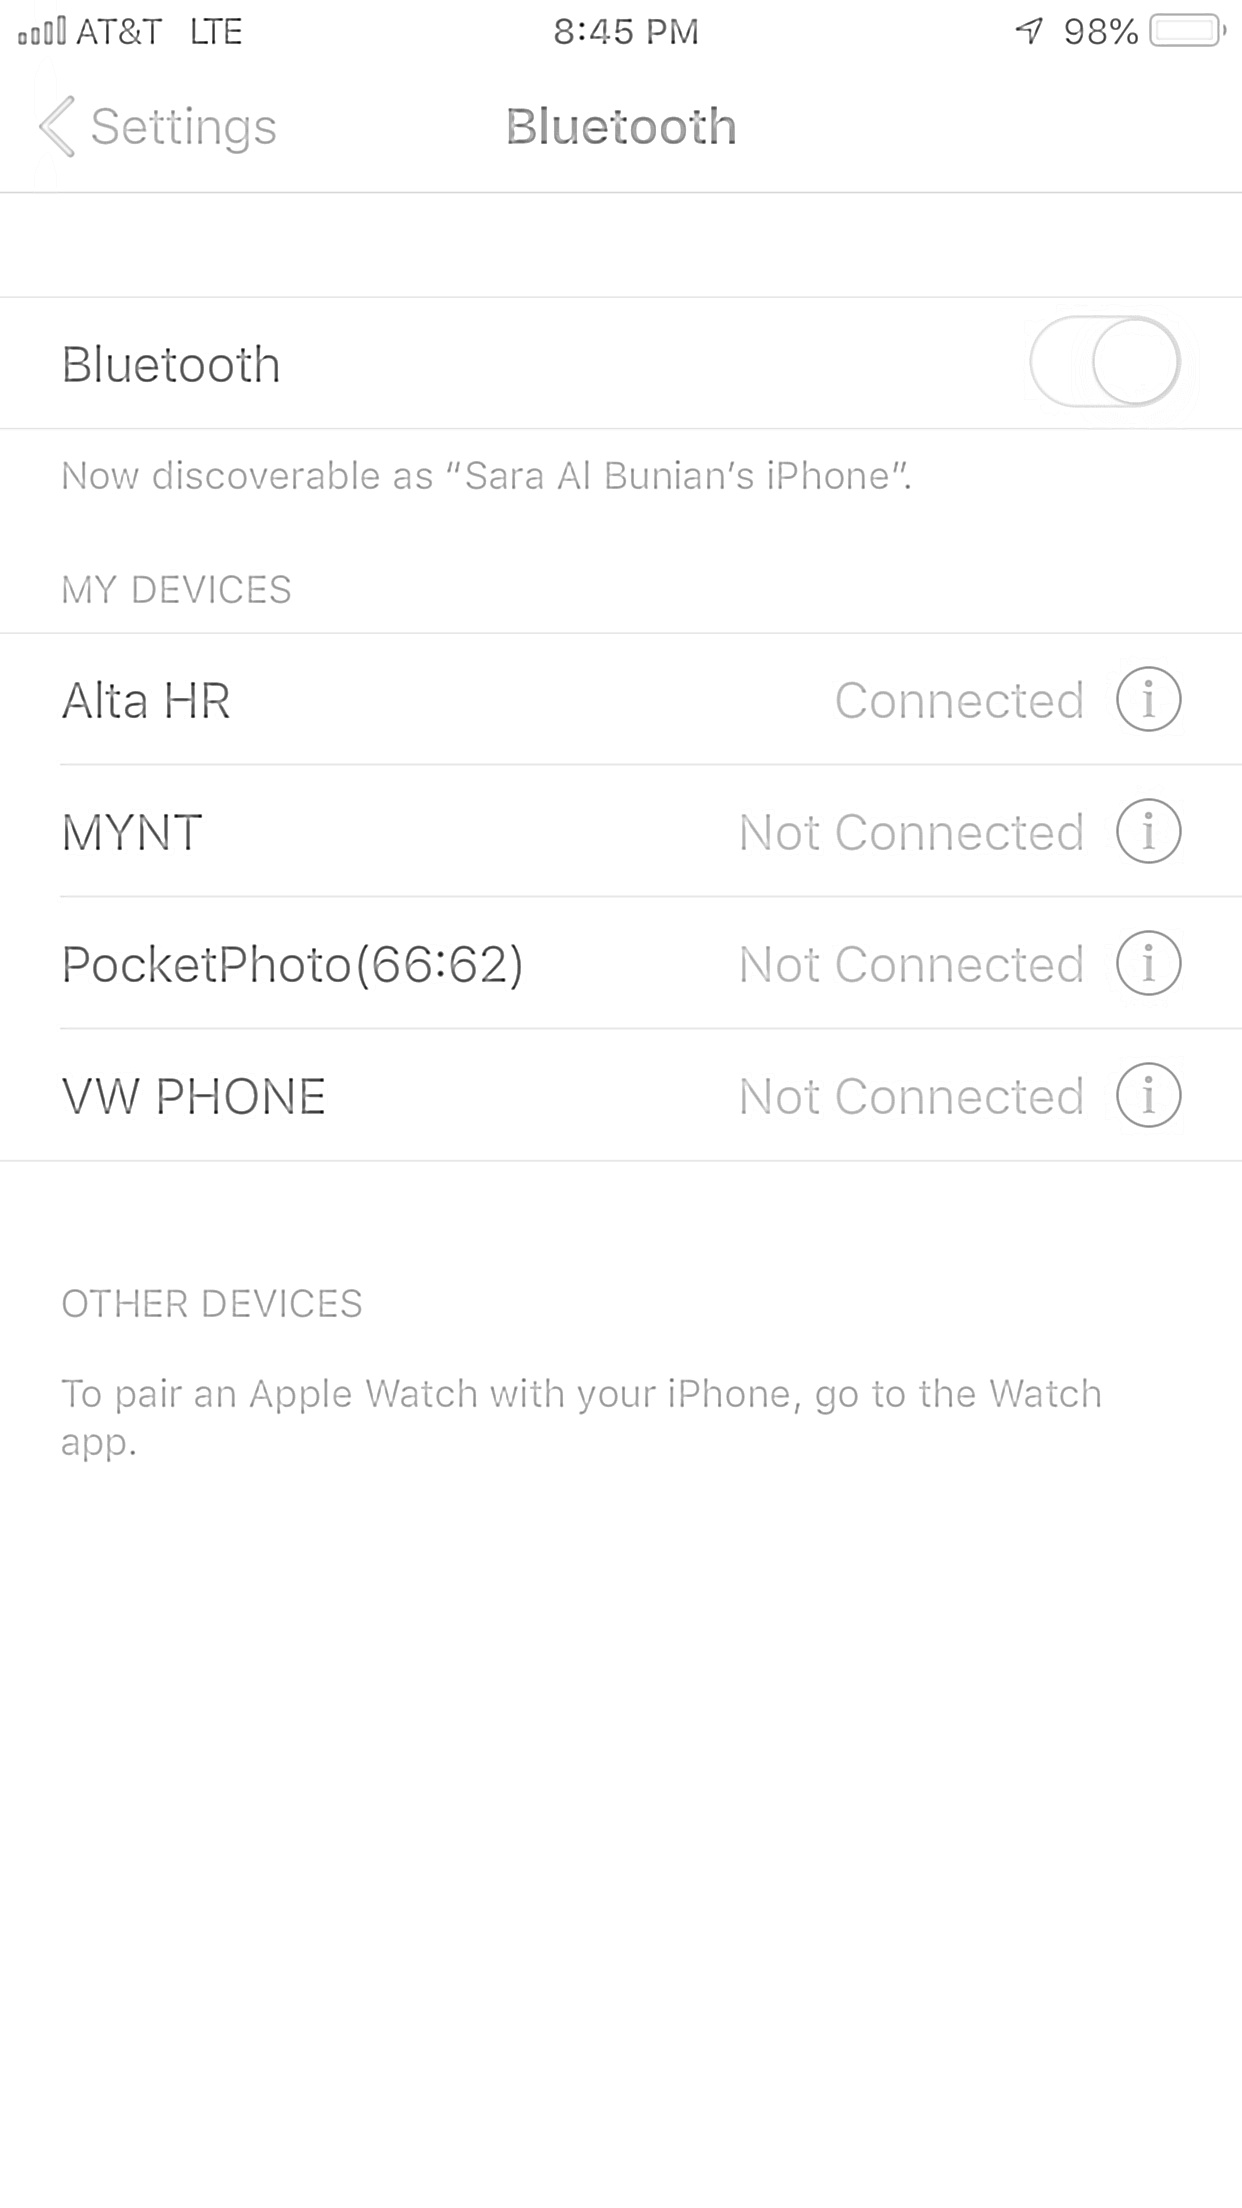 AT&T LTE 8:45 PM 98%
Settings Bluetooth
Bluetooth
Now discoverable as “Sara Al Bunian’s iPhone”.
MY DEVICES
Alta HR Connected
MYNT Not Connected
PocketPhoto(66:62) Not Connected
VW PHONE Not Connected
OTHER DEVICES
To pair an Apple Watch with your iPhone, go to the Watch
app.